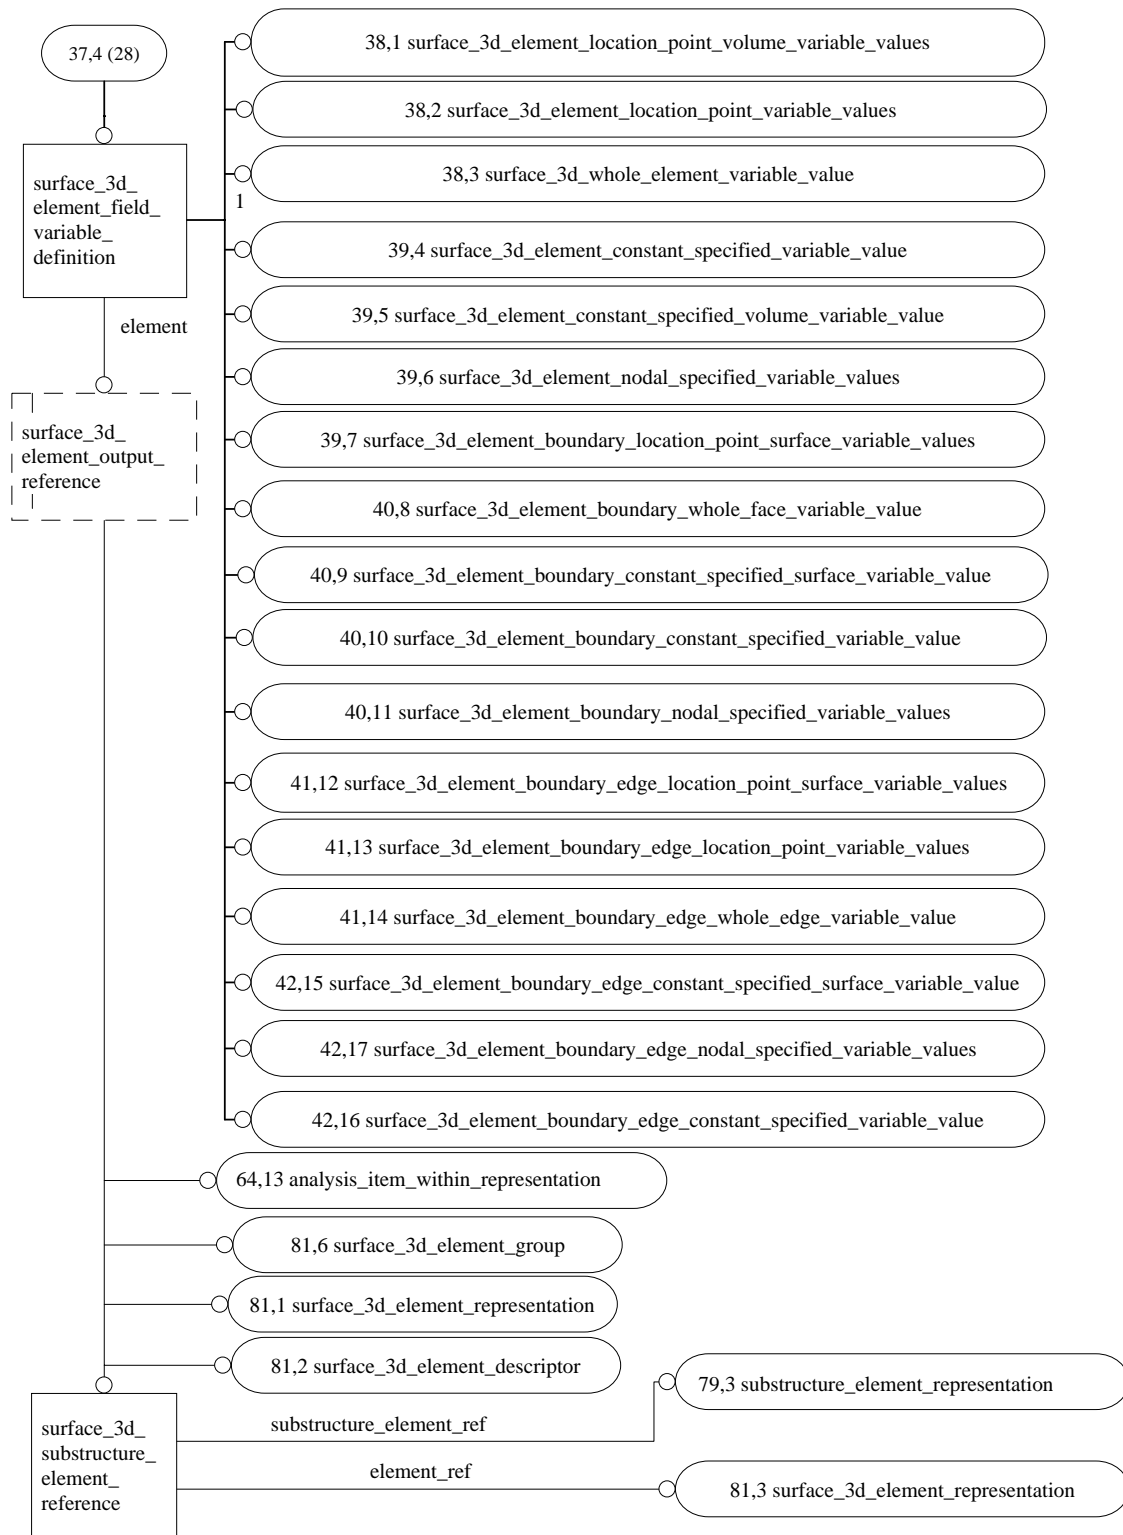 37,4 (28)
38,1 surface_3d_element_location_point_volume_variable_values
38,2 surface_3d_element_location_point_variable_values
38,3 surface_3d_whole_element_variable_value
1
surface_3d_
element_field_
variable_
definition
39,4 surface_3d_element_constant_specified_variable_value
39,5 surface_3d_element_constant_specified_volume_variable_value
element
39,6 surface_3d_element_nodal_specified_variable_values
surface_3d_
element_output_
reference
39,7 surface_3d_element_boundary_location_point_surface_variable_values
40,8 surface_3d_element_boundary_whole_face_variable_value
40,9 surface_3d_element_boundary_constant_specified_surface_variable_value
40,10 surface_3d_element_boundary_constant_specified_variable_value
40,11 surface_3d_element_boundary_nodal_specified_variable_values
41,12 surface_3d_element_boundary_edge_location_point_surface_variable_values
41,13 surface_3d_element_boundary_edge_location_point_variable_values
41,14 surface_3d_element_boundary_edge_whole_edge_variable_value
42,15 surface_3d_element_boundary_edge_constant_specified_surface_variable_value
42,17 surface_3d_element_boundary_edge_nodal_specified_variable_values
42,16 surface_3d_element_boundary_edge_constant_specified_variable_value
64,13 analysis_item_within_representation
81,6 surface_3d_element_group
81,1 surface_3d_element_representation
81,2 surface_3d_element_descriptor
79,3 substructure_element_representation
substructure_element_ref
surface_3d_
substructure_
element_
reference
element_ref
81,3 surface_3d_element_representation